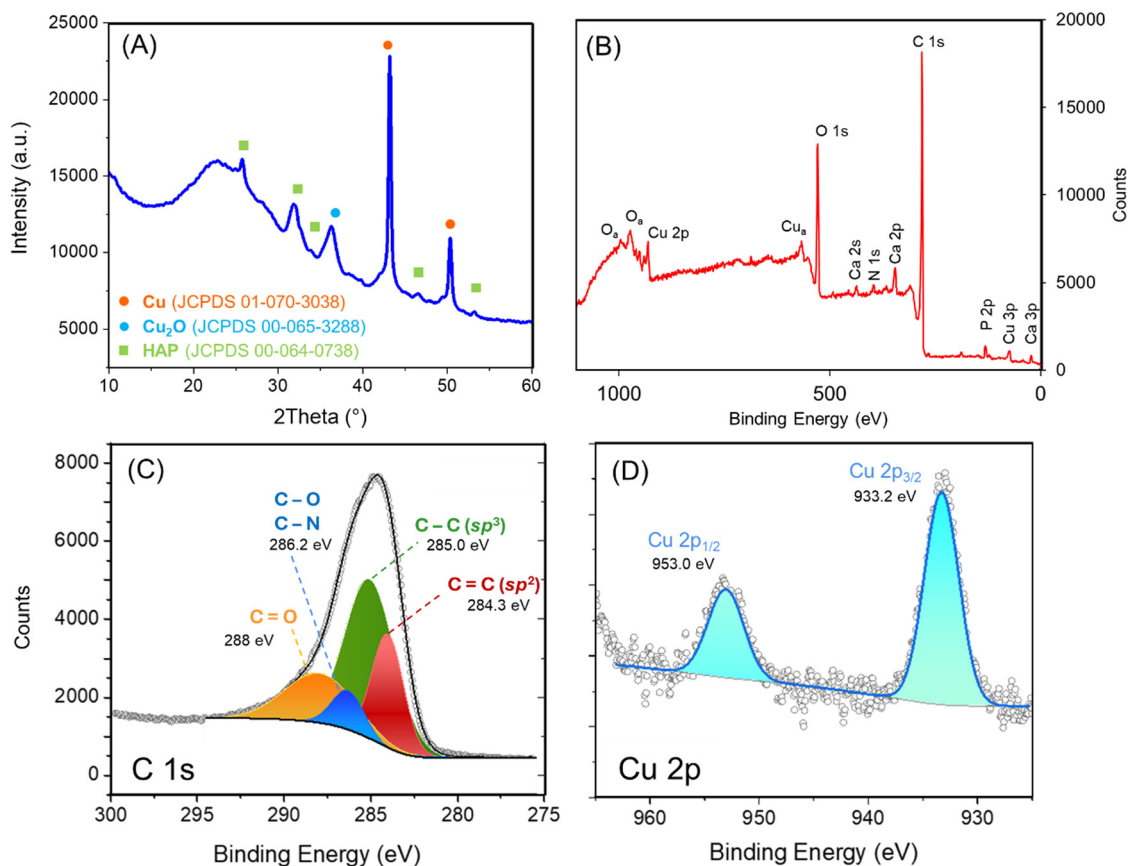 (A)
25000
20000
15000
10000
5000
Intensity (a.u.)
Cu (JCPDS 01-070-3038)
Cu₂O (JCPDS 00-065-3288)
HAP (JCPDS 00-064-0738)
10 20 30 40 50 60
2Theta (°)
(B)
C 1s
O 1s
Oₐ
Oₐ
Cu 2p
Cuₐ
Ca 2s
N 1s
Ca 2p
P 2p
Cu 3p
Ca 3p
20000
15000
10000
5000
0
Counts
1000 500 0
Binding Energy (eV)
(C)
8000
6000
4000
2000
0
Counts
C – O
C – N
286.2 eV
C – C (sp³)
285.0 eV
C = C (sp²)
284.3 eV
C = O
288 eV
C 1s
300 295 290 285 280 275
Binding Energy (eV)
(D)
Cu 2p₃/₂
933.2 eV
Cu 2p₁/₂
953.0 eV
Cu 2p
960 950 940 930
Binding Energy (eV)